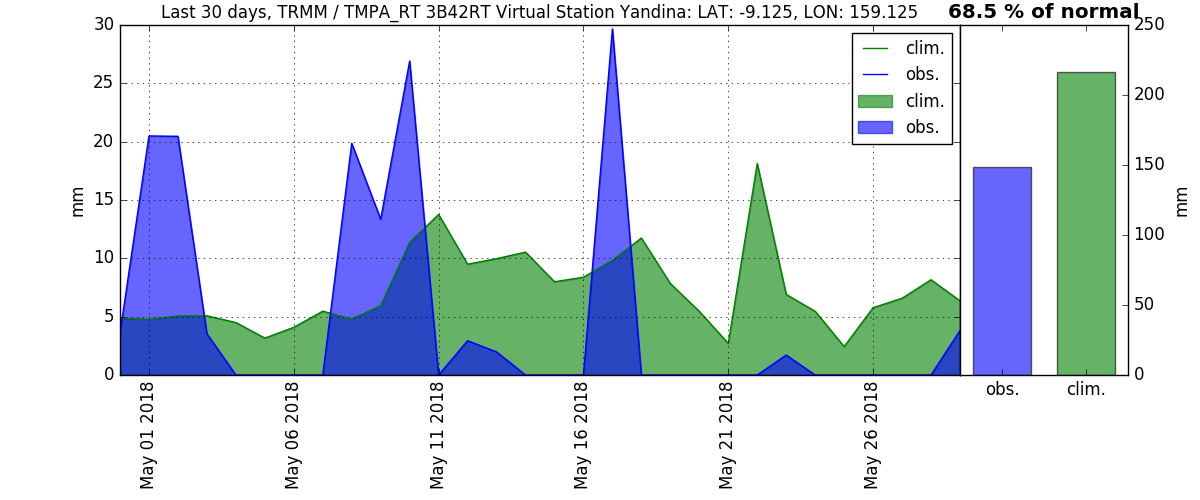 Last 30 days, TRMM / TMPA_RT 3B42RT Virtual Station Yandina: LAT: -9.125, LON: 159.125
68.5 % of normal
30
25
20
15
10
5
0
mm
clim.
obs.
clim.
obs.
250
200
150
100
50
0
mm
May 01 2018
May 06 2018
May 11 2018
May 16 2018
May 21 2018
May 26 2018
obs.
clim.